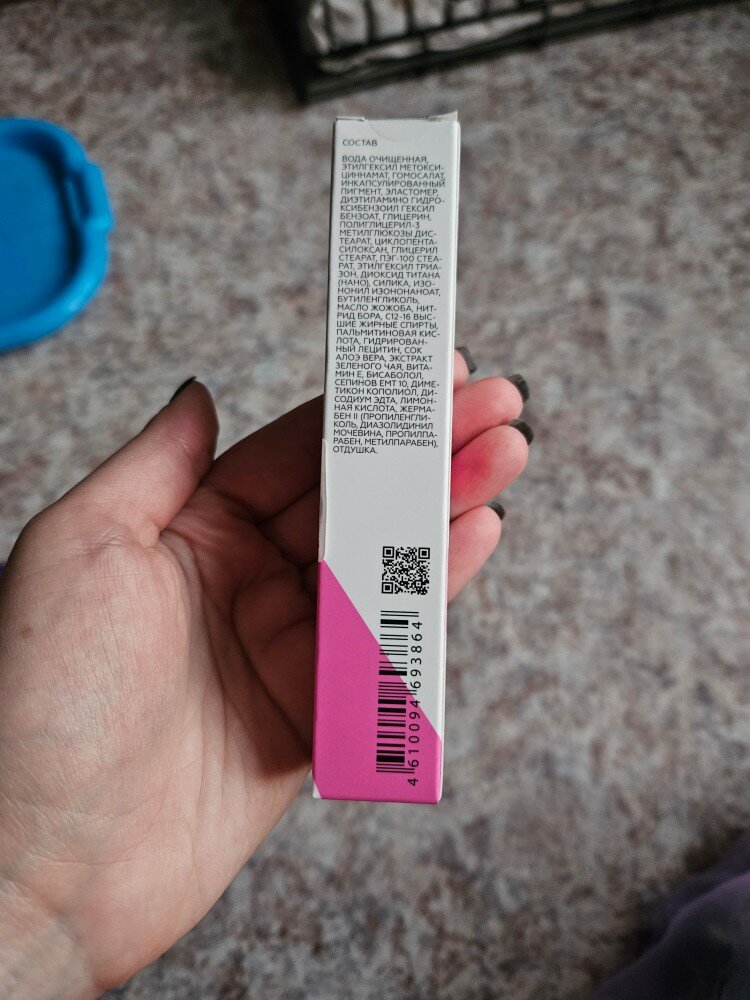 СОСТАВ
ВОДА ОЧИЩЕННАЯ,
ЭТИЛГЕКСИЛ МЕТОКСИ-
ЦИННАМАТ, ГОМОСАЛАТ,
ИНКАПСУЛИРОВАННЫЙ
ПИГМЕНТ, ЭЛАСТОМЕР,
ДИЭТИЛАМИНО ГИДРО-
КСИБЕНЗОИЛ ГЕКСИЛ
БЕНЗОАТ, ГЛИЦЕРИН,
ПОЛИГЛИЦЕРИЛ-3
МЕТИЛГЛЮКОЗЫ ДИС-
ТЕАРАТ, ЦИКЛОПЕНТА-
СИЛОКСАН, ГЛИЦЕРИЛ
СТЕАРАТ, ПЭГ-100 СТЕА-
РАТ, ЭТИЛГЕКСИЛ ТРИА-
ЗОН, ДИОКСИД ТИТАНА
(НАНО), СИЛИКА, ИЗО-
НОНИЛ ИЗОНОНАНОАТ,
БУТИЛЕНГЛИКОЛЬ,
МАСЛО ЖОЖОБА, НИТ-
РИД БОРА, С12-16 ВЫС-
ШИЕ ЖИРНЫЕ СПИРТЫ,
ПАЛЬМИТИНОВАЯ КИС-
ЛОТА, ГИДРИРОВАН-
НЫЙ ЛЕЦИТИН, СОК
АЛОЭ ВЕРА, ЭКСТРАКТ
ЗЕЛЕНОГО ЧАЯ, ВИТА-
МИН Е, БИСАБОЛОЛ,
СЕПИНОВ ЕМТ 10, ДИМЕ-
ТИКОН КОПОЛИОЛ, ДИ-
СОДИУМ ЭДТА, ЛИМОН-
НАЯ КИСЛОТА, ЖЕРМА-
БЕН II (ПРОПИЛЕНГЛИ-
КОЛЬ, ДИАЗОЛИДИНИЛ
МОЧЕВИНА, ПРОПИЛПА-
РАБЕН, МЕТИЛПАРАБЕН),
ОТДУШКА.
4 610094 693864